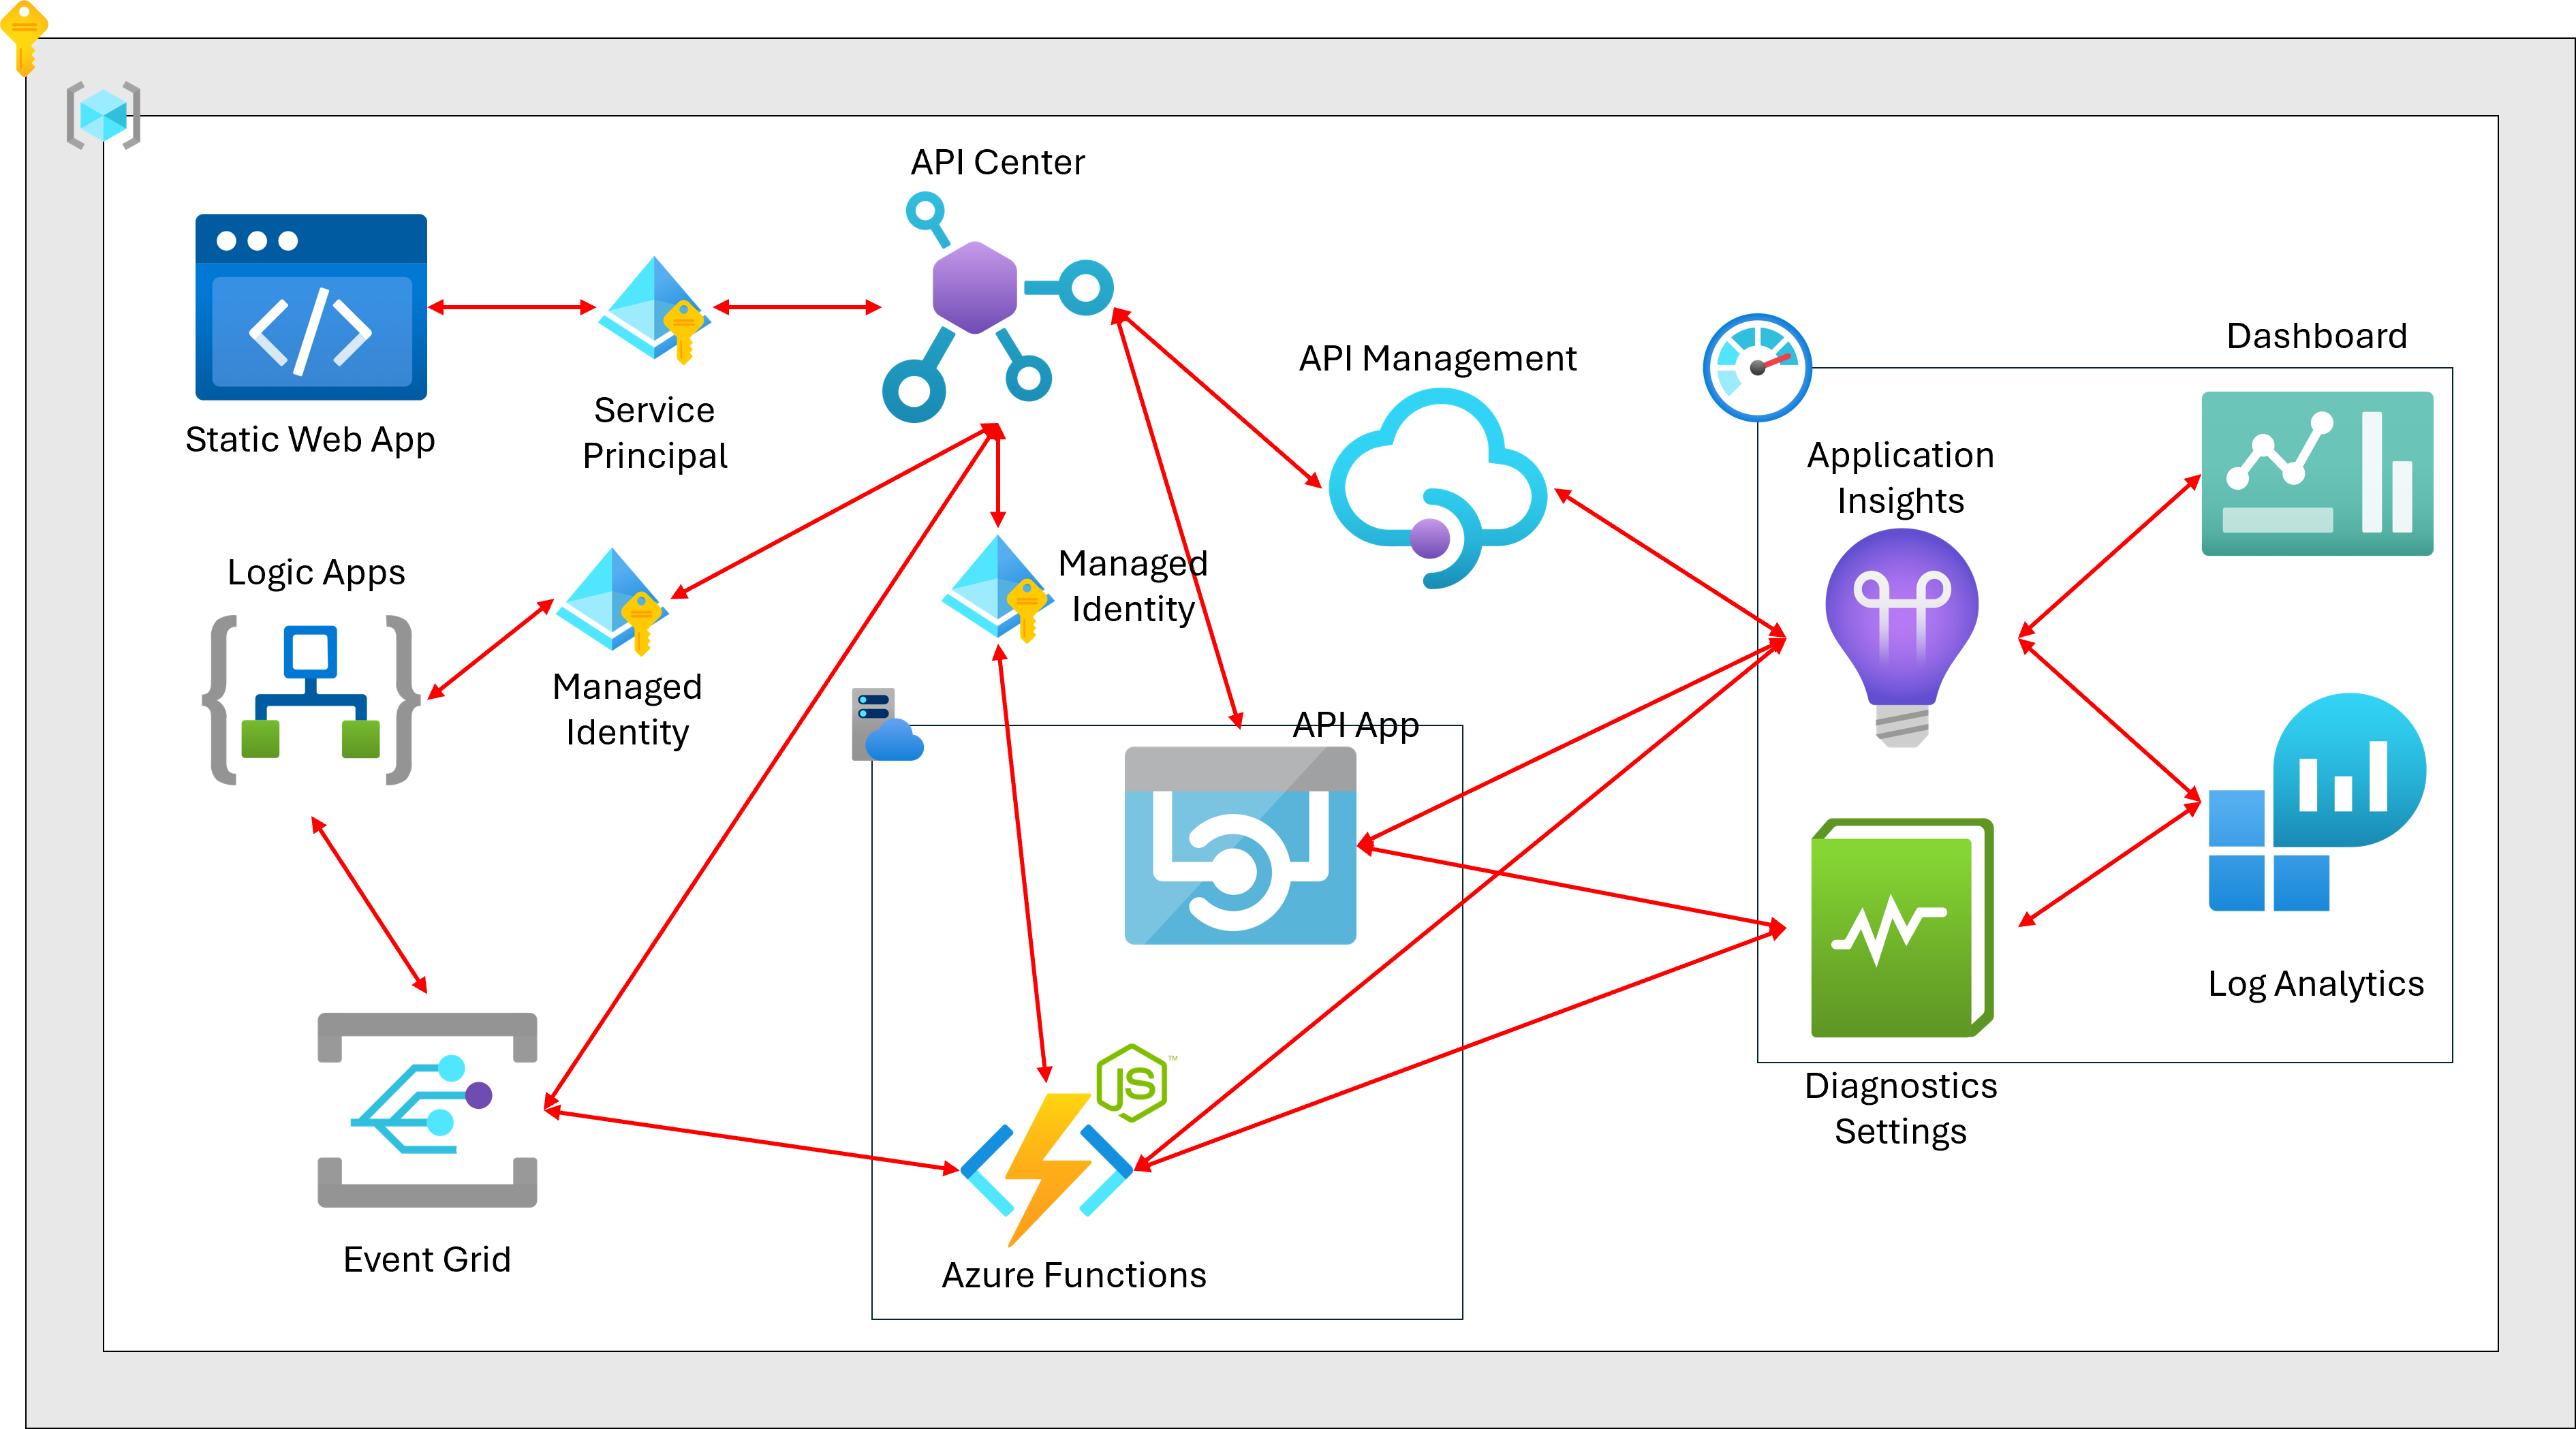 API Center
Static Web App
Service
Principal
API Management
Dashboard
Application
Insights
Logic Apps
Managed
Identity
Managed
Identity
API App
Log Analytics
JS
TM
Diagnostics
Settings
Event Grid
Azure Functions